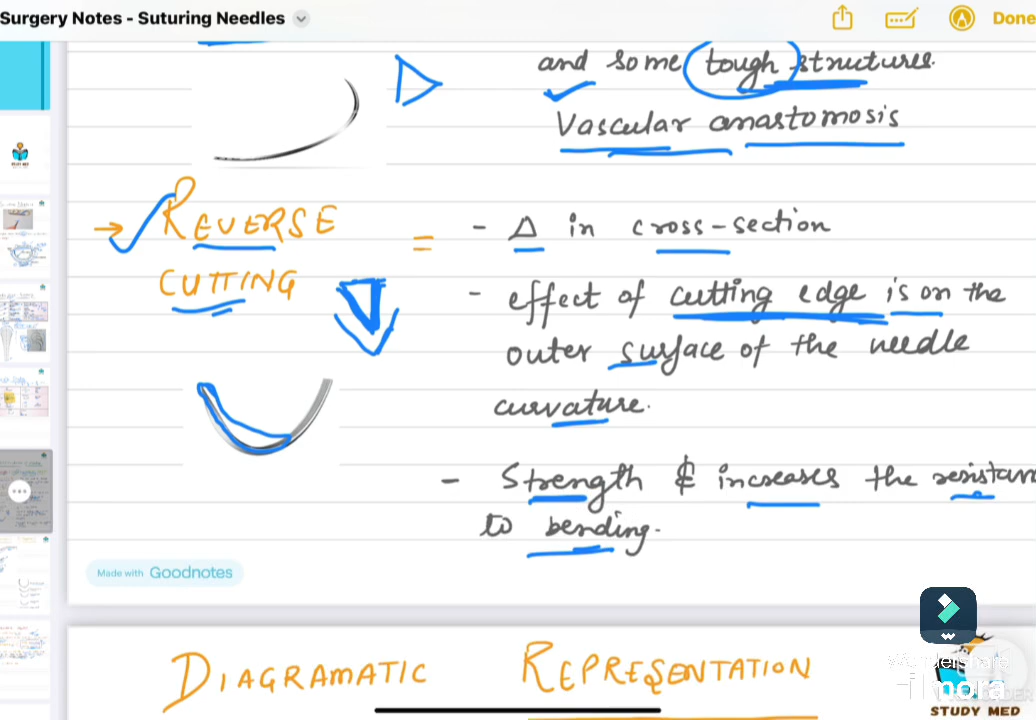 Surgery Notes - Suturing Needles
Done
and some tough structures.
Vascular anastomosis
→ REVERSE CUTTING = - Δ in cross-section
- effect of cutting edge is on the
outer surface of the needle
curvature.
- Strength & increases the resistan
to bending.
Made with Goodnotes
DIAGRAMATIC REPRESENTATION
Wondershare
Filmora
STUDY MED